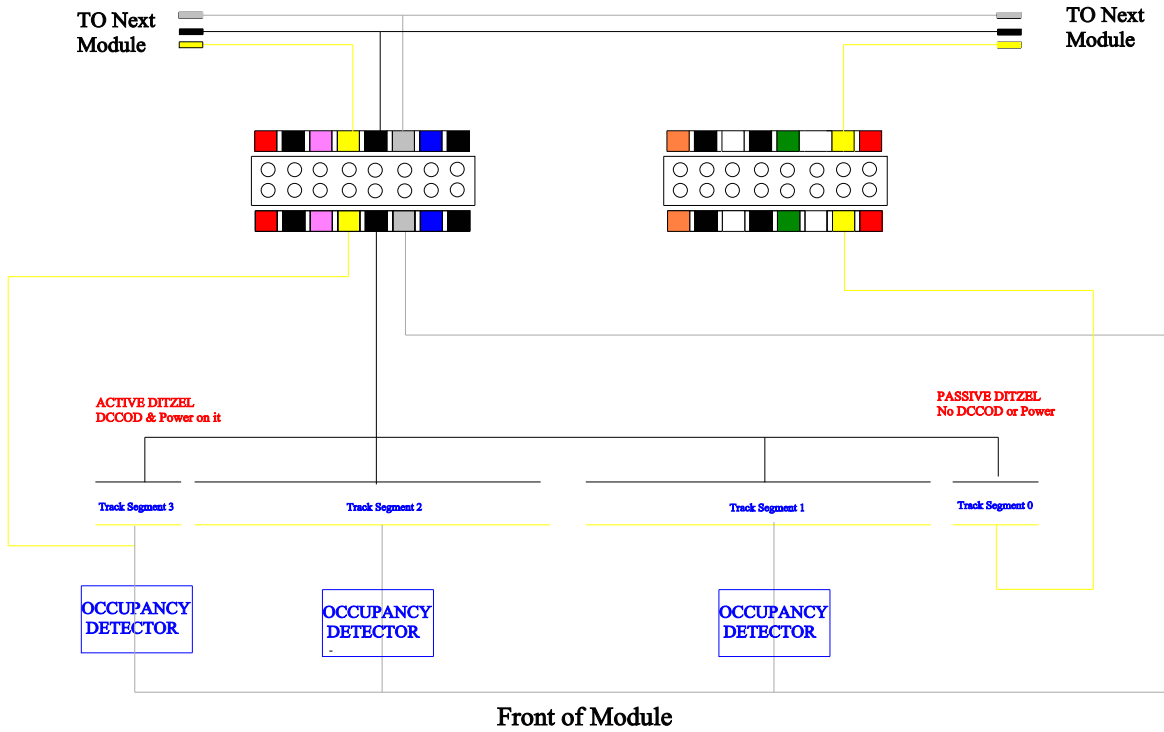 TO Next
Module
TO Next
Module
ACTIVE DITZEL
DCCOD & Power on it
PASSIVE DITZEL
No DCCOD or Power
Track Segment 3
Track Segment 2
Track Segment 1
Track Segment 0
OCCUPANCY
DETECTOR
OCCUPANCY
DETECTOR
-
OCCUPANCY
DETECTOR
Front of Module